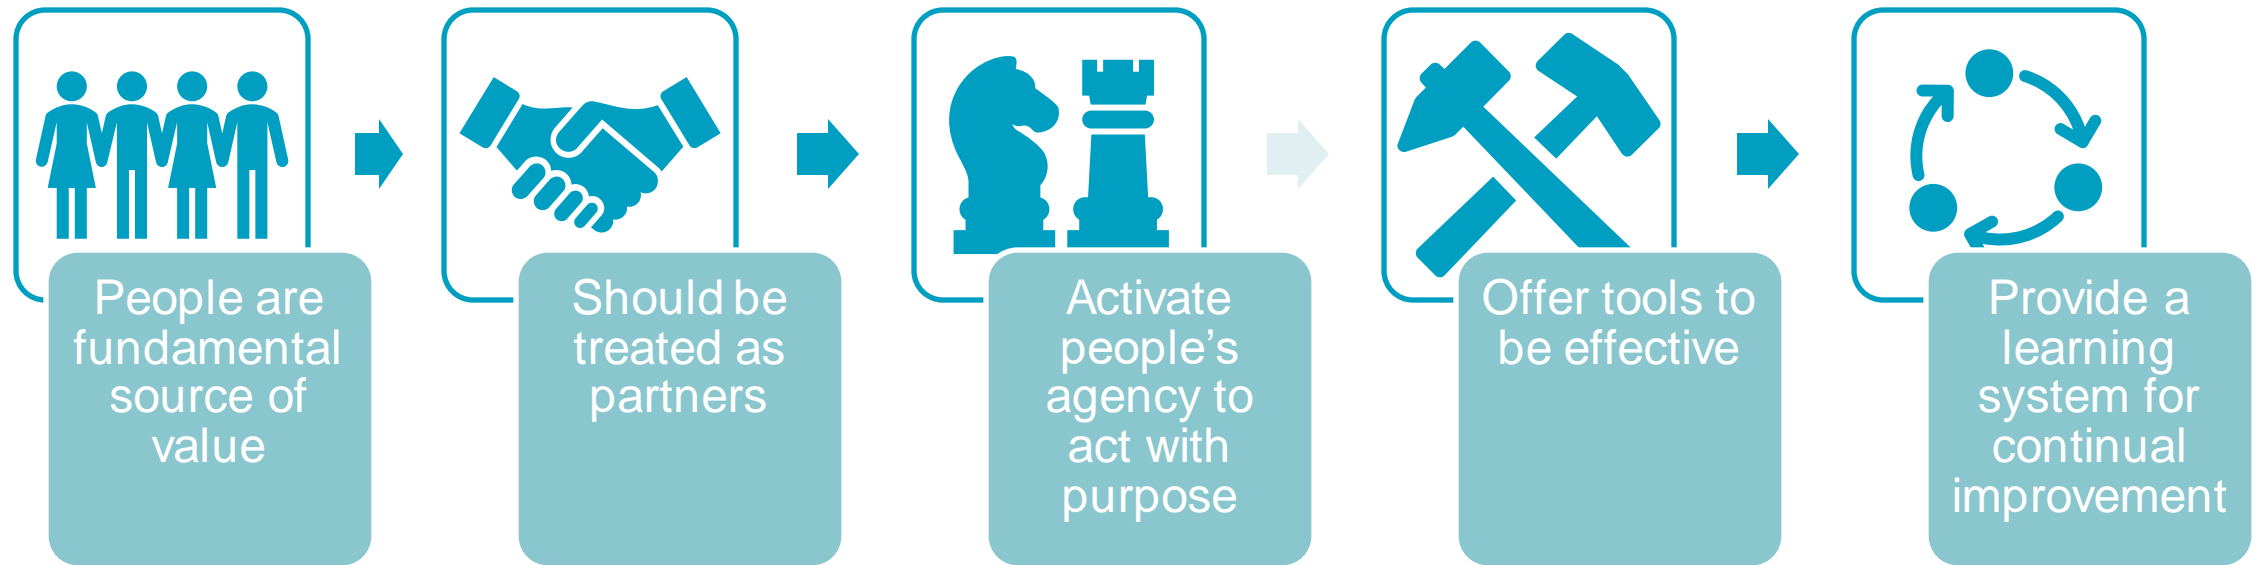 People are
fundamental
source of
value
Should be
treated as
partners
Activate
people’s
agency to
act with
purpose
Offer tools to
be effective
Provide a
learning
system for
continual
improvement